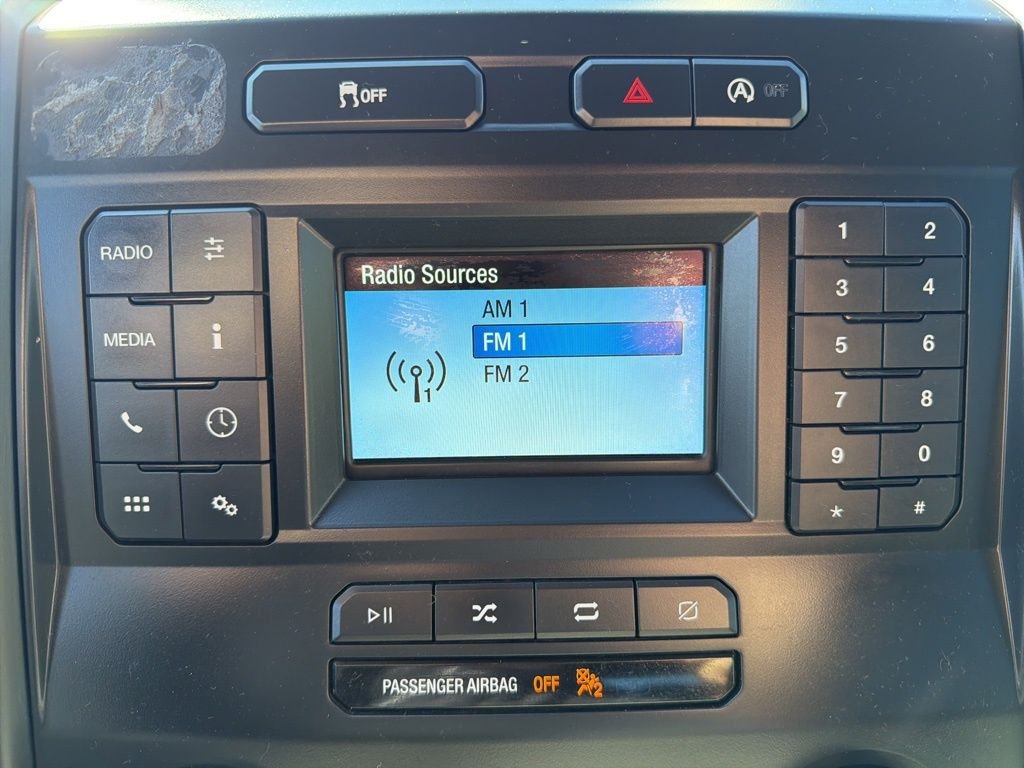 OFF
A OFF
RADIO
MEDIA
i
Radio Sources
AM 1
FM 1
FM 2
1
1 2
3 4
5 6
7 8
9 0
* #
PASSENGER AIRBAG OFF 2